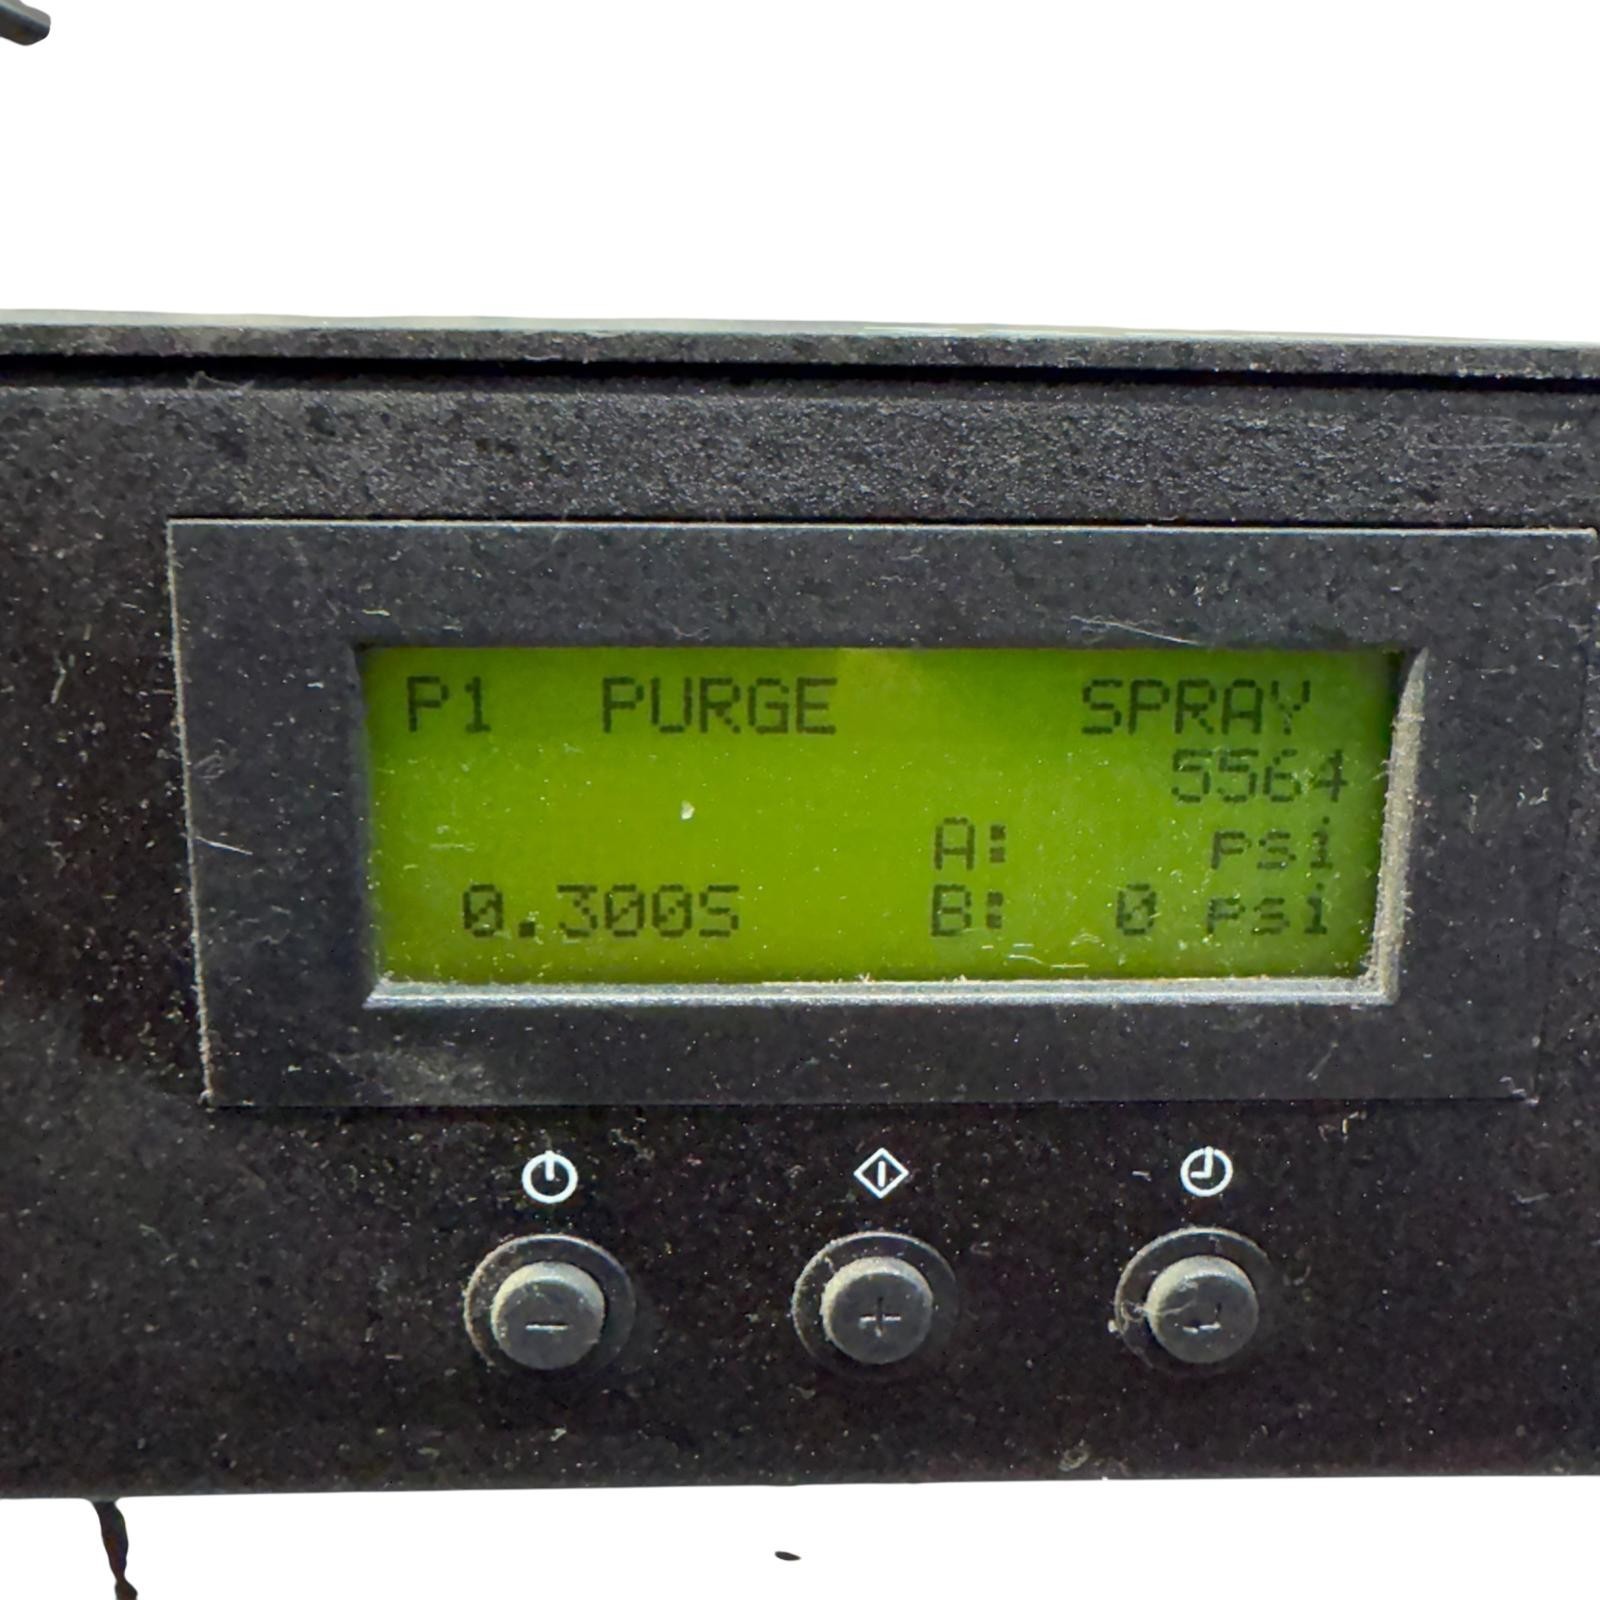 P1 PURGE SPRAY
5564
A: psi
0.300S B: 0 psi
- +